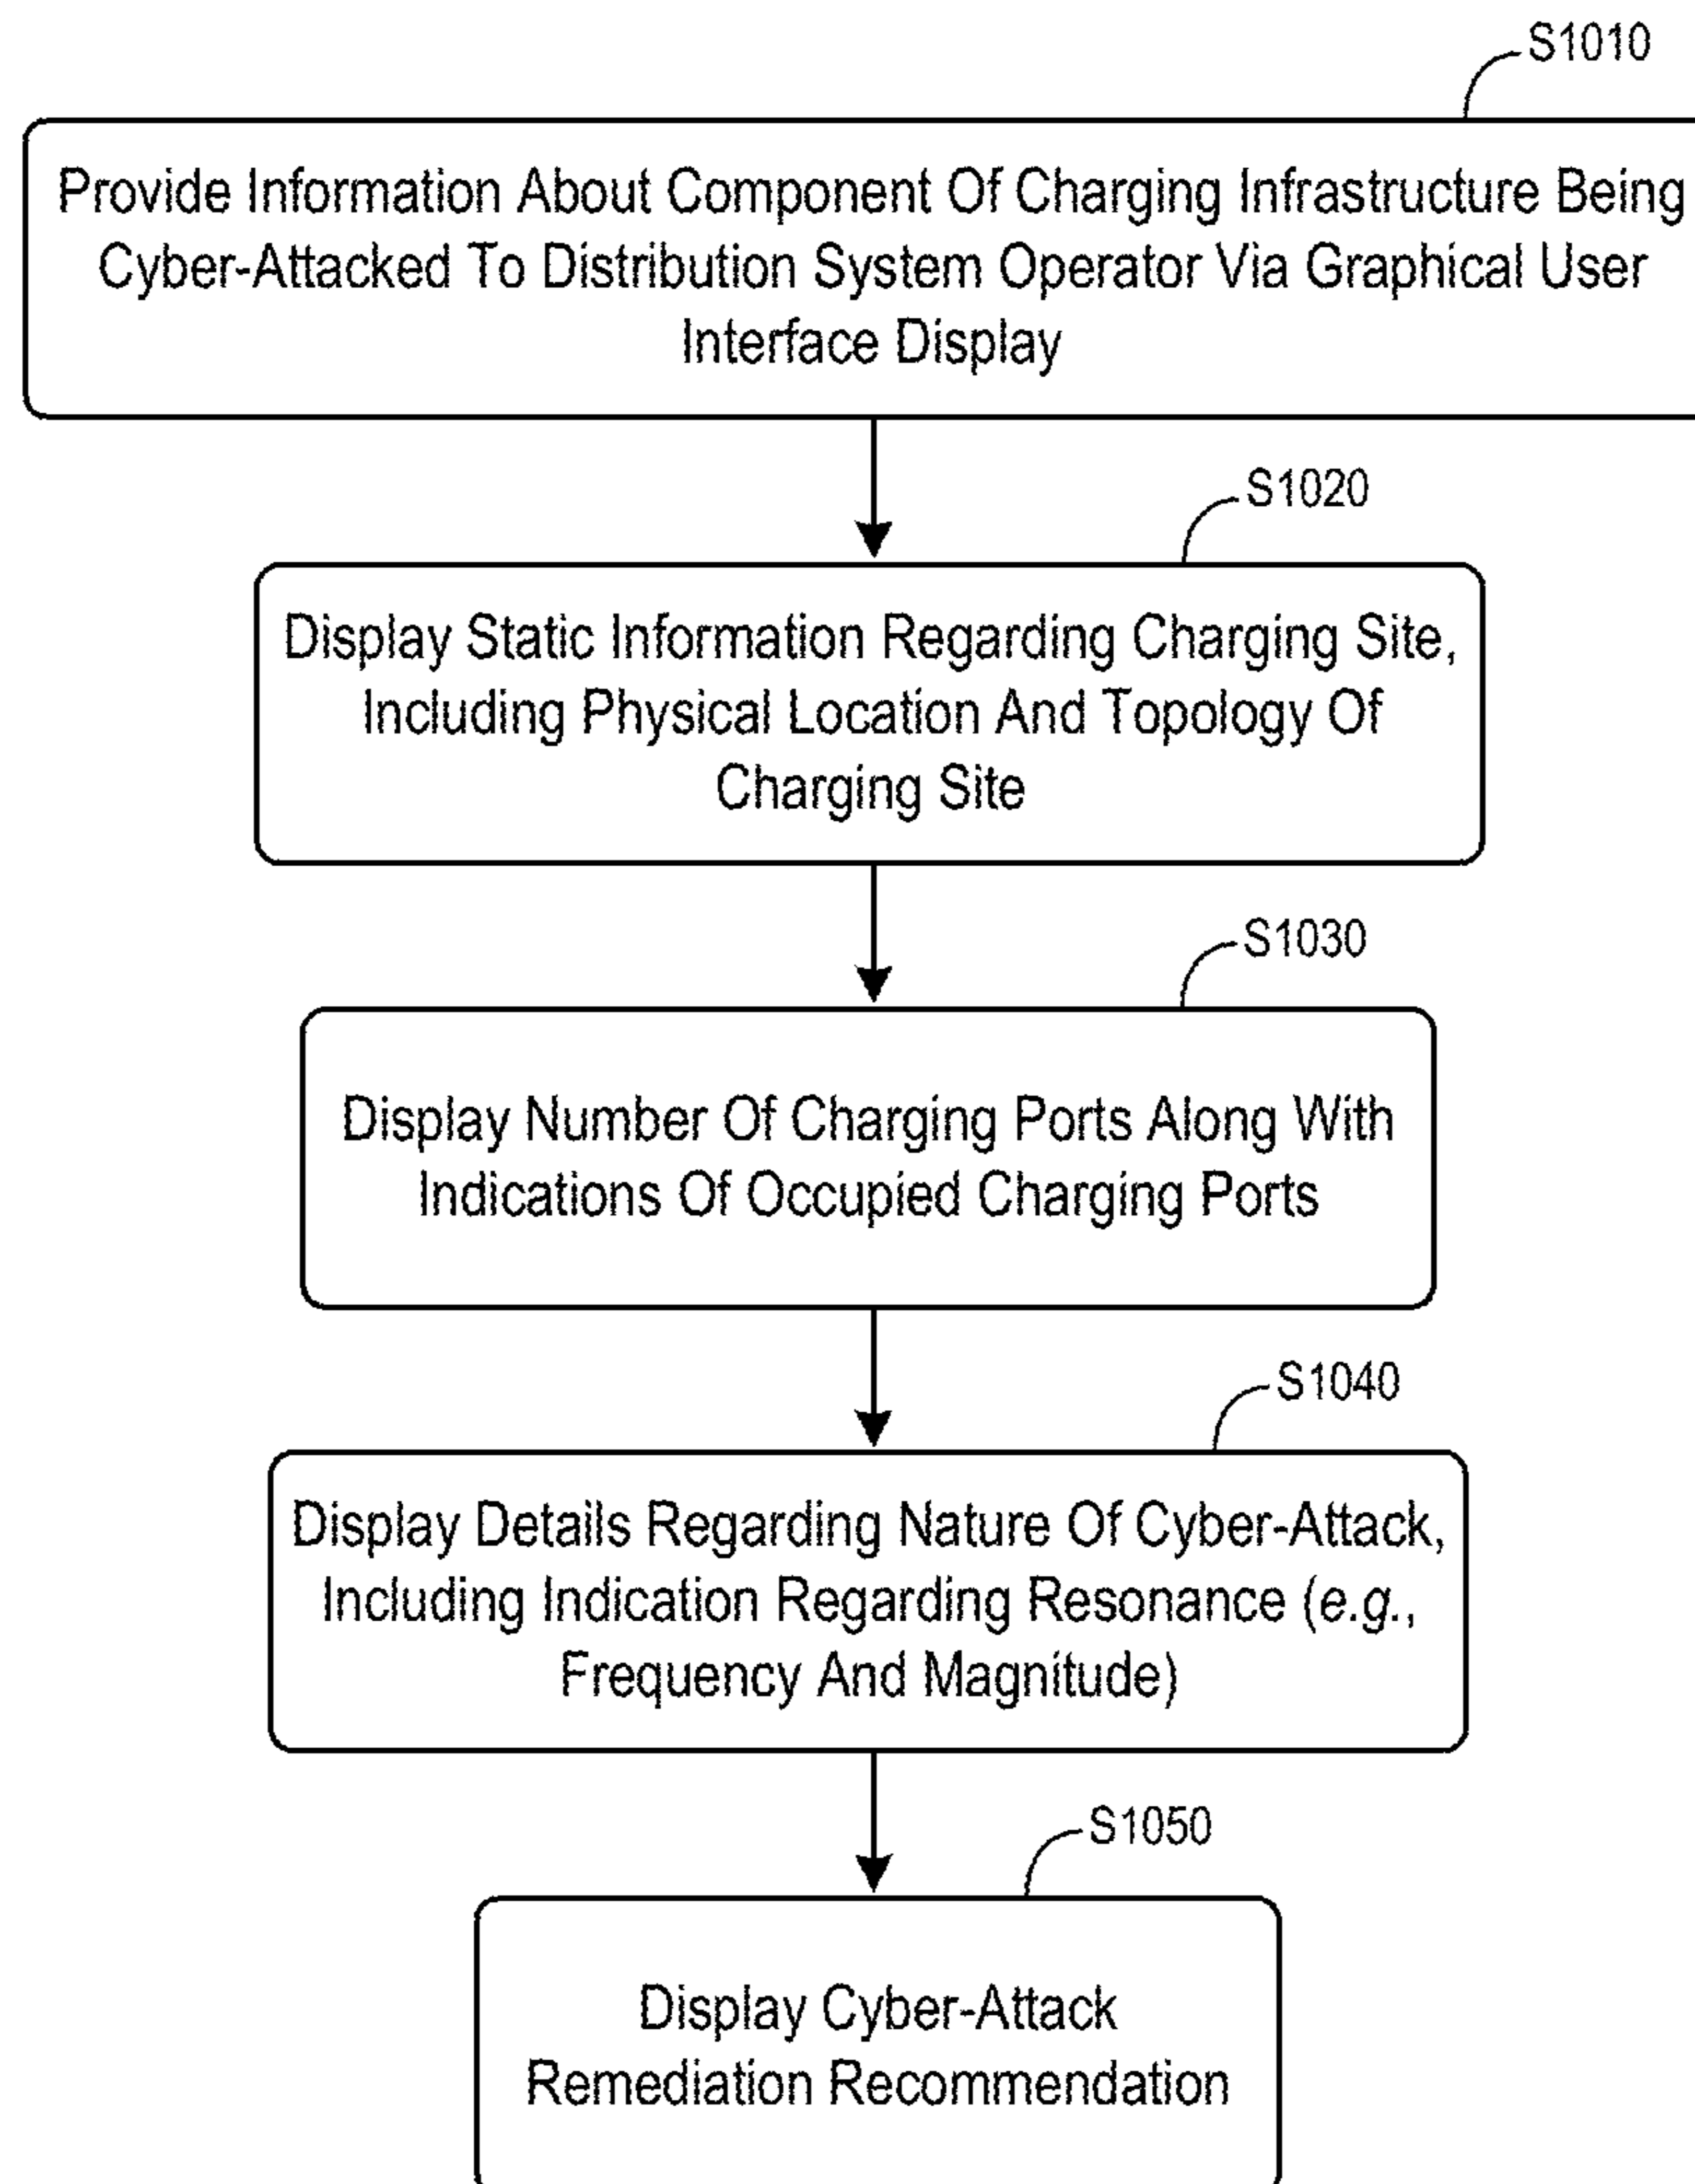 S1010
Provide Information About Component Of Charging Infrastructure Being
Cyber-Attacked To Distribution System Operator Via Graphical User
Interface Display
S1020
Display Static Information Regarding Charging Site,
Including Physical Location And Topology Of
Charging Site
S1030
Display Number Of Charging Ports Along With
Indications Of Occupied Charging Ports
S1040
Display Details Regarding Nature Of Cyber-Attack,
Including Indication Regarding Resonance (e.g.,
Frequency And Magnitude)
S1050
Display Cyber-Attack
Remediation Recommendation